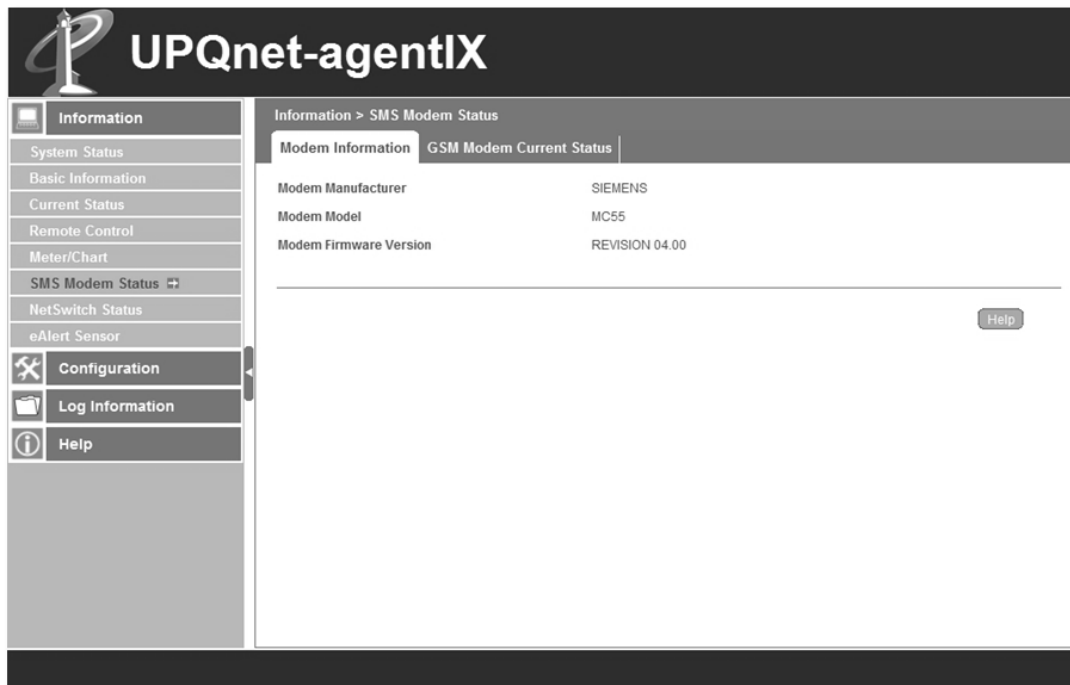 UPQnet-agentIX
Information
System Status
Basic Information
Current Status
Remote Control
Meter/Chart
SMS Modem Status
NetSwitch Status
eAlert Sensor
Configuration
Log Information
Help
Information > SMS Modem Status
Modem Information GSM Modem Current Status
Modem Manufacturer SIEMENS
Modem Model MC55
Modem Firmware Version REVISION 04.00
Help